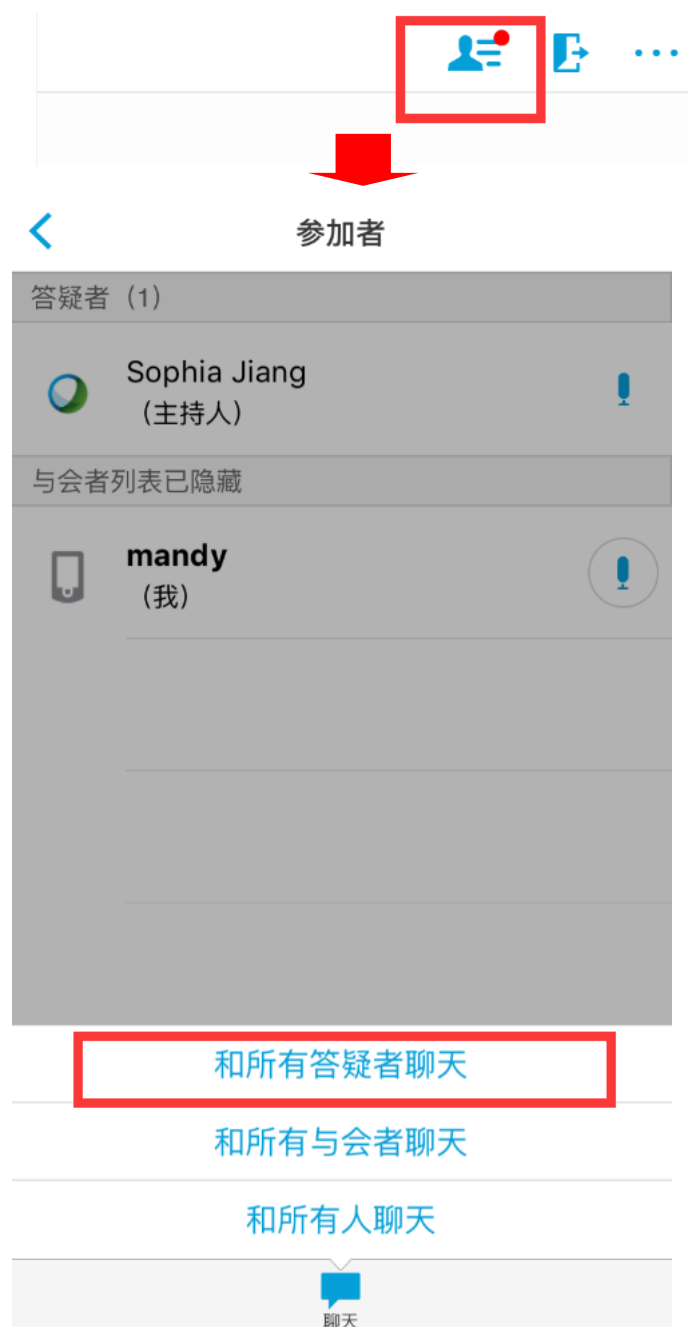 参加者
答疑者（1）
Sophia Jiang
（主持人）
与会者列表已隐藏
mandy
（我）
和所有答疑者聊天
和所有与会者聊天
和所有人聊天
聊天